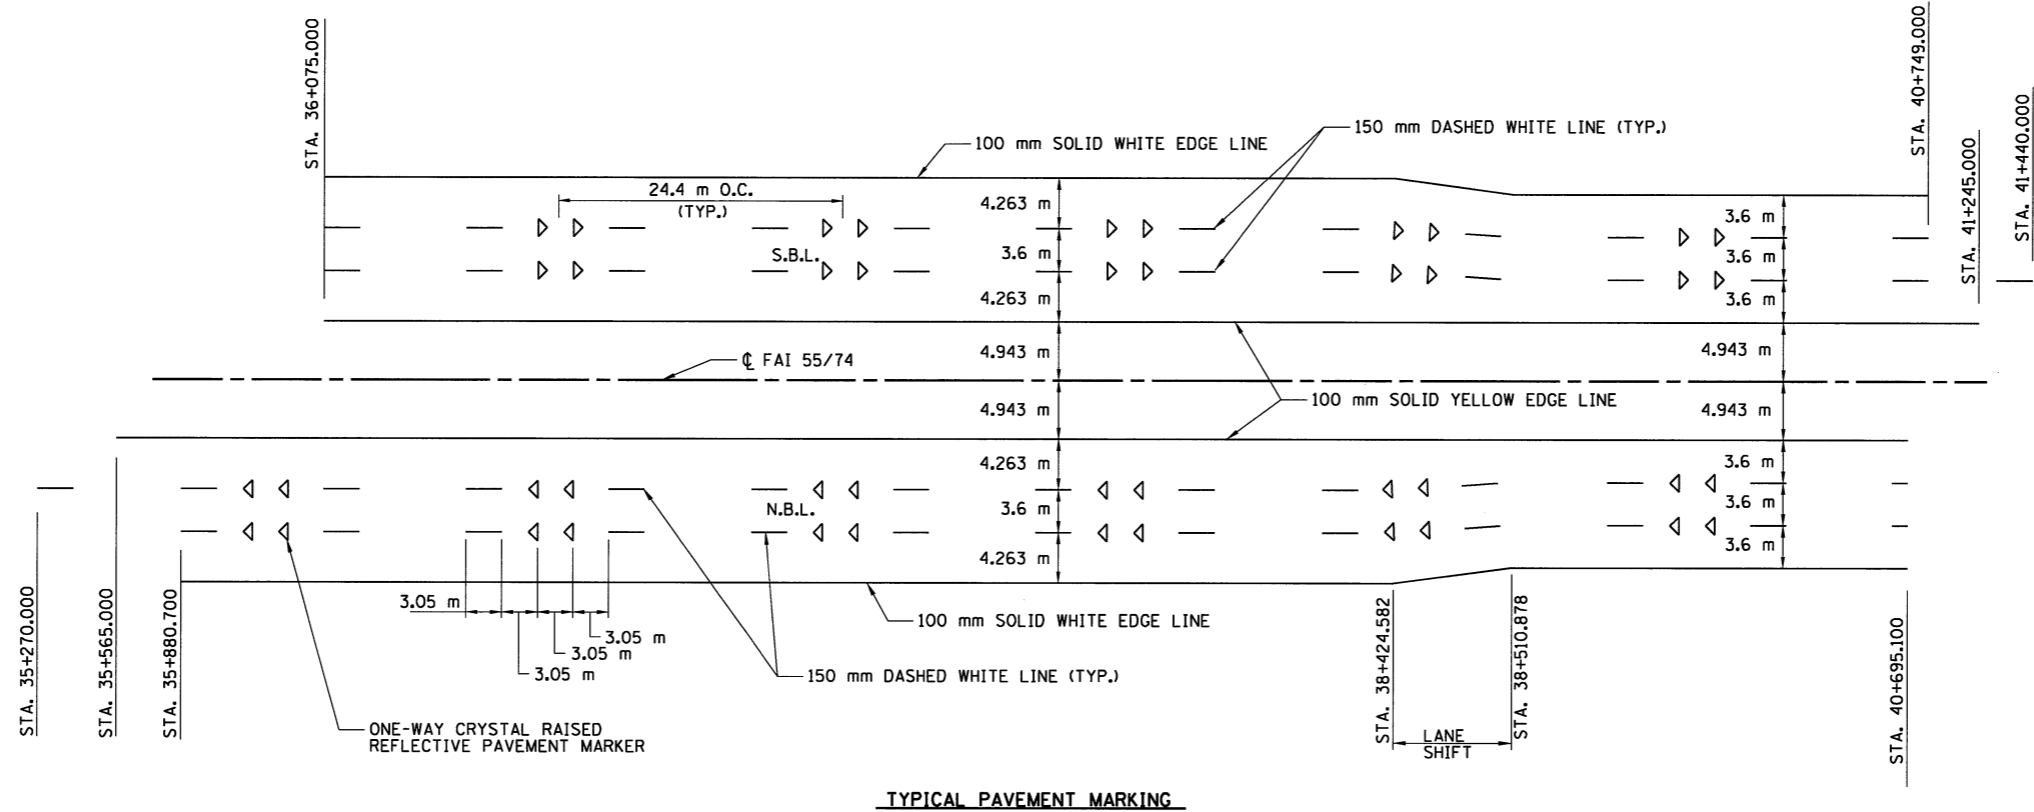 STA. 36+075.000
STA. 40+749.000
STA. 41+245.000
STA. 41+440.000
150 mm DASHED WHITE LINE (TYP.)
100 mm SOLID WHITE EDGE LINE
24.4 m O.C.
(TYP.)
4.263 m
3.6 m
S.B.L.
3.6 m
3.6 m
4.263 m
3.6 m
℄ FAI 55/74
4.943 m
4.943 m
100 mm SOLID YELLOW EDGE LINE
4.943 m
4.943 m
4.263 m
3.6 m
N.B.L.
3.6 m
3.6 m
4.263 m
3.6 m
STA. 35+270.000
STA. 35+565.000
STA. 35+880.700
3.05 m
3.05 m
3.05 m
3.05 m
100 mm SOLID WHITE EDGE LINE
150 mm DASHED WHITE LINE (TYP.)
ONE-WAY CRYSTAL RAISED
REFLECTIVE PAVEMENT MARKER
STA. 38+424.582
LANE
SHIFT
STA. 38+510.878
STA. 40+695.100
TYPICAL PAVEMENT MARKING